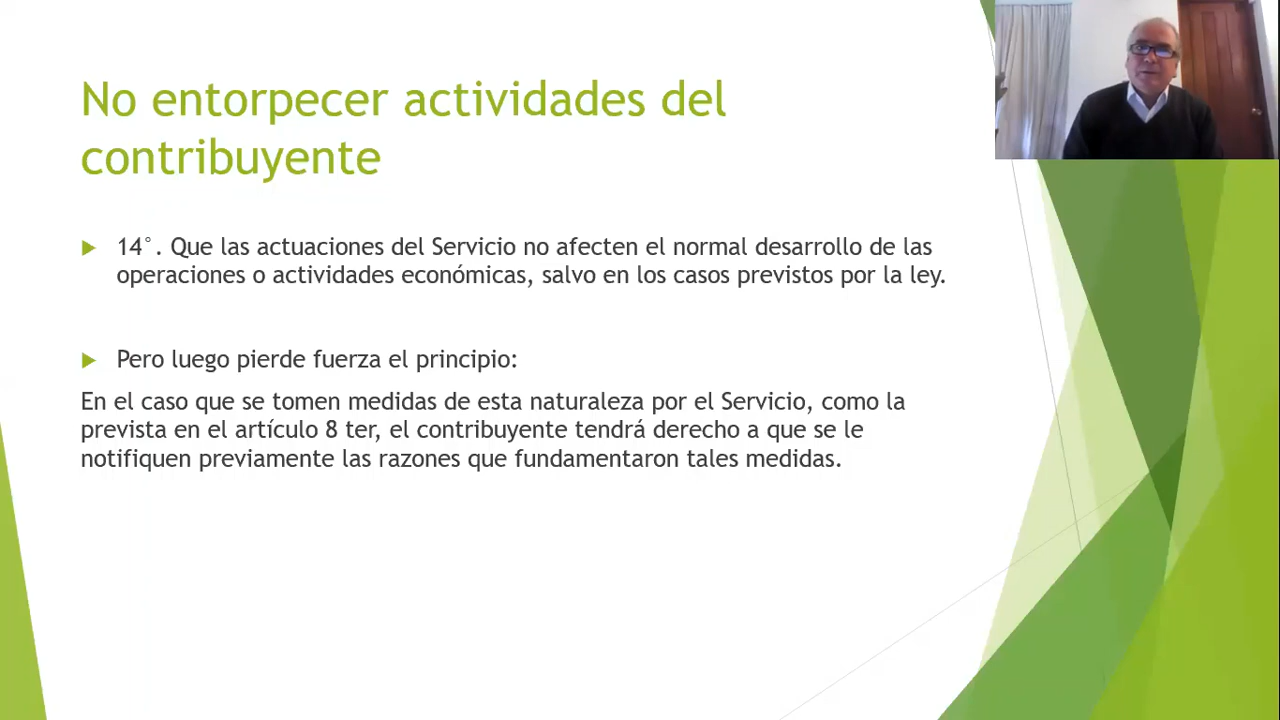 No entorpecer actividades del
contribuyente
14°. Que las actuaciones del Servicio no afecten el normal desarrollo de las
operaciones o actividades económicas, salvo en los casos previstos por la ley.
Pero luego pierde fuerza el principio:
En el caso que se tomen medidas de esta naturaleza por el Servicio, como la
prevista en el artículo 8 ter, el contribuyente tendrá derecho a que se le
notifiquen previamente las razones que fundamentaron tales medidas.